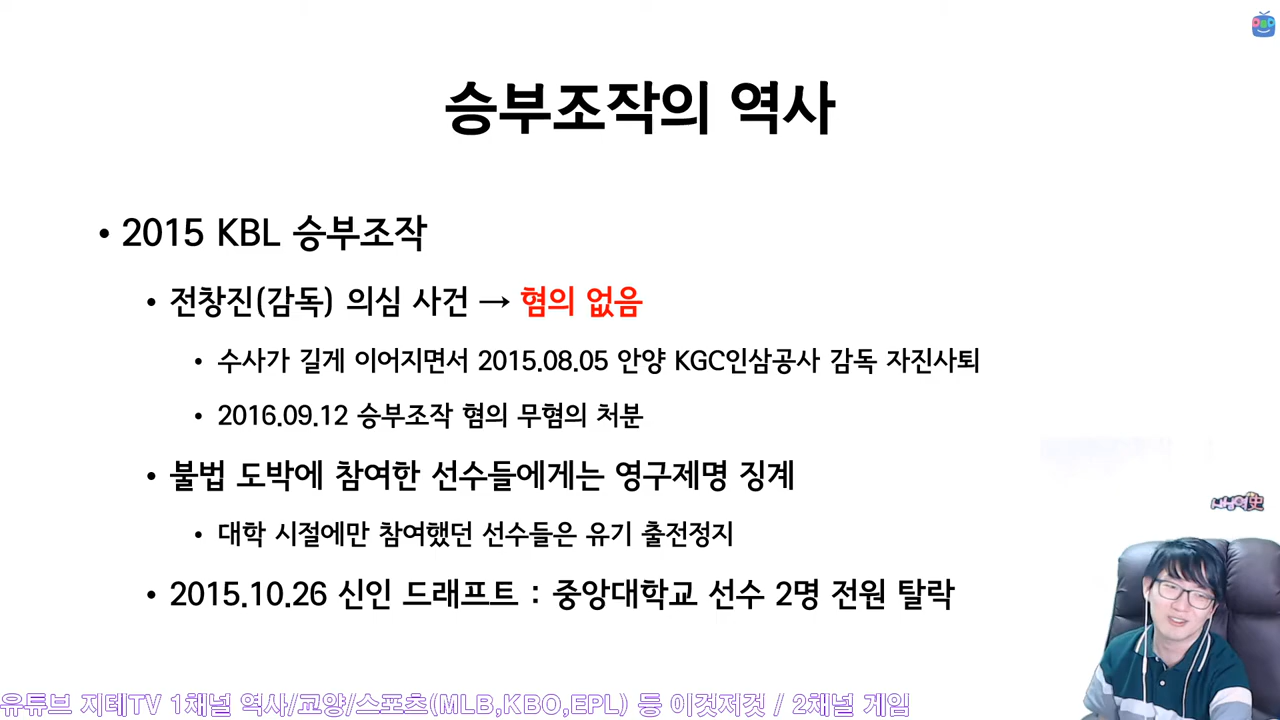 승부조작의 역사
• 2015 KBL 승부조작
• 전창진(감독) 의심 사건 → 혐의 없음
• 수사가 길게 이어지면서 2015.08.05 안양 KGC인삼공사 감독 자진사퇴
• 2016.09.12 승부조작 혐의 무혐의 처분
• 불법 도박에 참여한 선수들에게는 영구제명 징계
• 대학 시절에만 참여했던 선수들은 유기 출전정지
• 2015.10.26 신인 드래프트 : 중앙대학교 선수 2명 전원 탈락
유튜브 지테TV 1채널 역사/교양/스포츠(MLB,KBO,EPL) 등 이것저것 / 2채널 게임